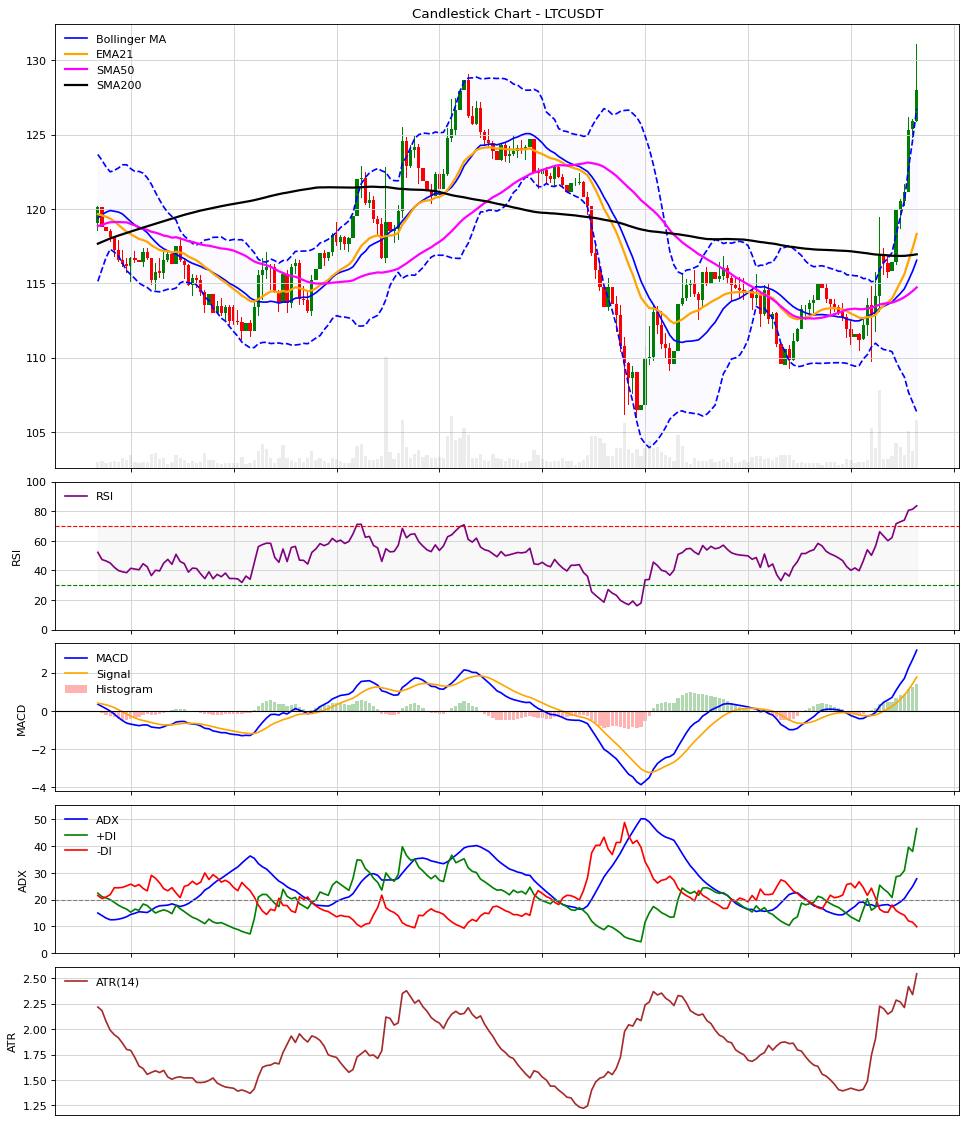 Candlestick Chart - LTCUSDT
Bollinger MA
EMA21
SMA50
SMA200
130
125
120
115
110
105
RSI
RSI
100
80
60
40
20
0
MACD
Signal
Histogram
MACD
2
0
−2
−4
ADX
+DI
-DI
ADX
50
40
30
20
10
0
ATR(14)
ATR
2.50
2.25
2.00
1.75
1.50
1.25